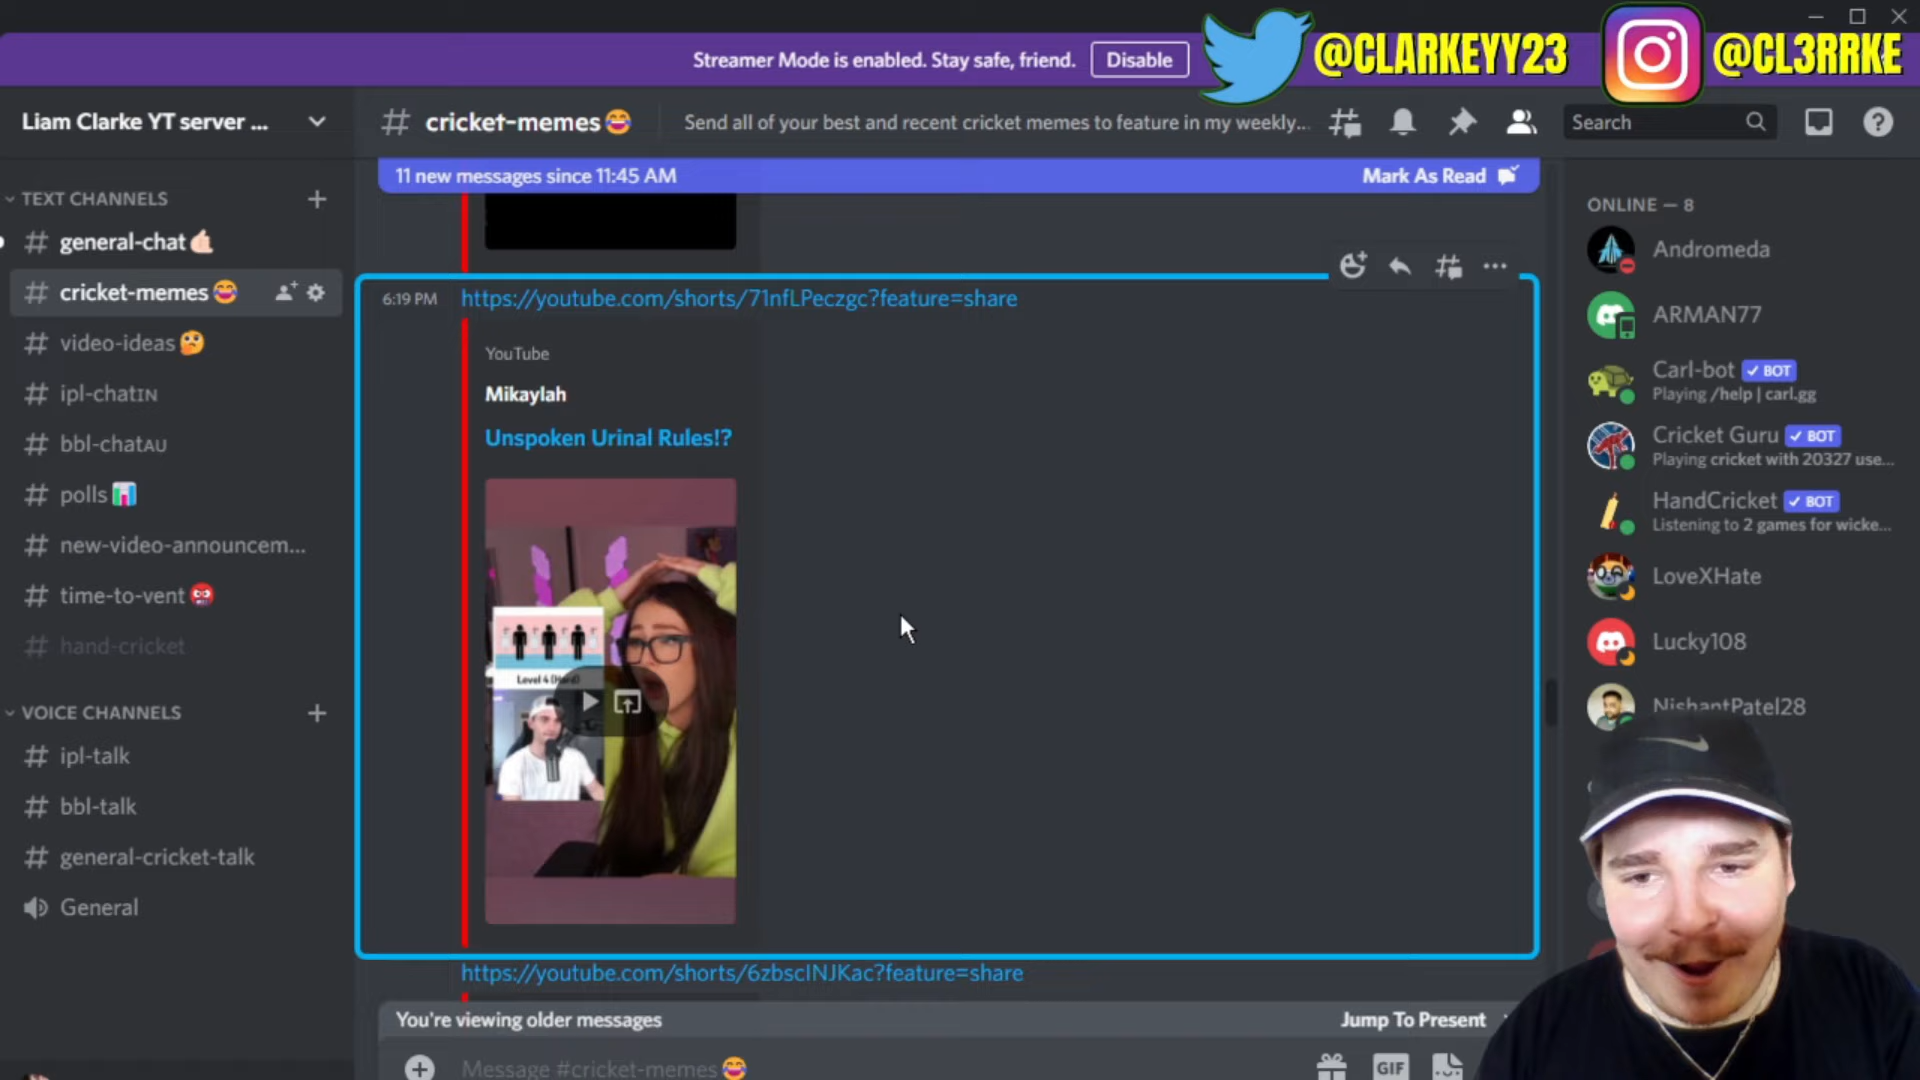 @CLARKEYY23
@CL3RRKE
Streamer Mode is enabled. Stay safe, friend.
Disable
Liam Clarke YT server ...
# cricket-memes😂
Send all of your best and recent cricket memes to feature in my weekly...
Search
11 new messages since 11:45 AM
Mark As Read
TEXT CHANNELS
# general-chat🤙🏻
# cricket-memes😂
# video-ideas🤔
# ipl-chatIN
# bbl-chatAU
# polls📊
# new-video-announcem...
# time-to-vent🤬
# hand-cricket
VOICE CHANNELS
# ipl-talk
# bbl-talk
# general-cricket-talk
General
6:19 PM
https://youtube.com/shorts/71nfLPeczgc?feature=share
YouTube
Mikaylah
Unspoken Urinal Rules!?
Level 4 (Hard)
https://youtube.com/shorts/6zbscINJKac?feature=share
You're viewing older messages
Jump To Present
Message #cricket-memes😂
GIF
ONLINE — 8
Andromeda
ARMAN77
Carl-bot ✓ BOT
Playing /help | carl.gg
Cricket Guru ✓ BOT
Playing cricket with 20327 use...
HandCricket ✓ BOT
Listening to 2 games for wicke...
LoveXHate
Lucky108
NishantPatel28